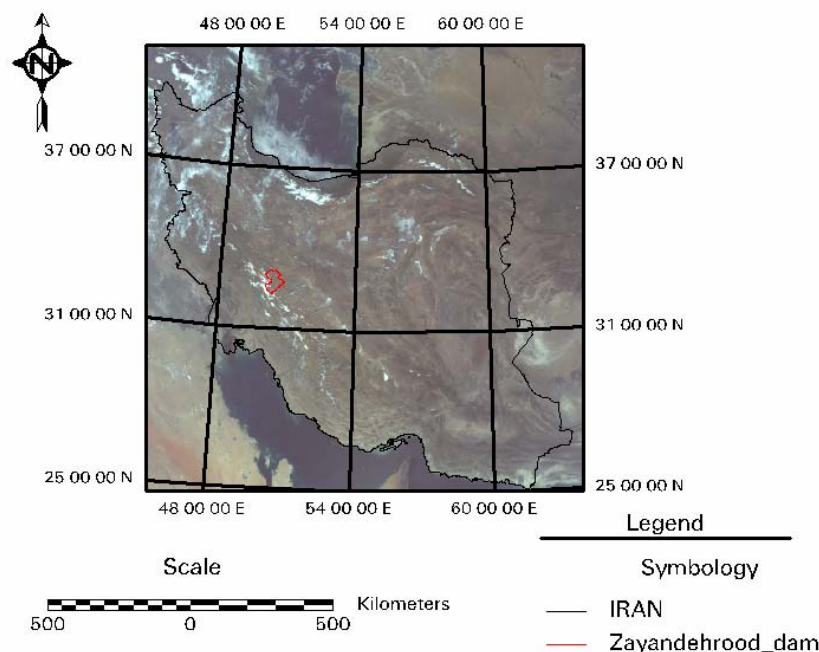 48 00 00 E 54 00 00 E 60 00 00 E
N
37 00 00 N 37 00 00 N
31 00 00 N 31 00 00 N
25 00 00 N 25 00 00 N
48 00 00 E 54 00 00 E 60 00 00 E
Legend
Scale Symbology
Kilometers
500 0 500
IRAN
Zayandehrood_dam